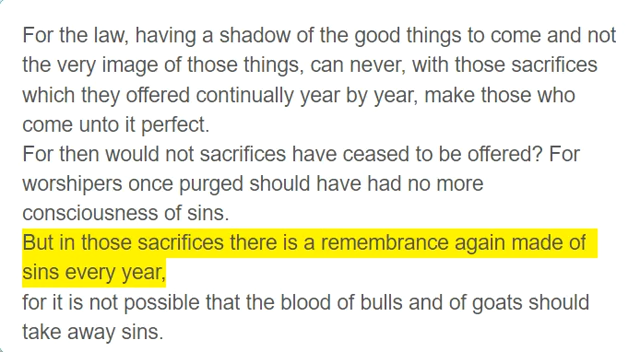 For the law, having a shadow of the good things to come and not
the very image of those things, can never, with those sacrifices
which they offered continually year by year, make those who
come unto it perfect.
For then would not sacrifices have ceased to be offered? For
worshipers once purged should have had no more
consciousness of sins.
But in those sacrifices there is a remembrance again made of
sins every year,
for it is not possible that the blood of bulls and of goats should
take away sins.